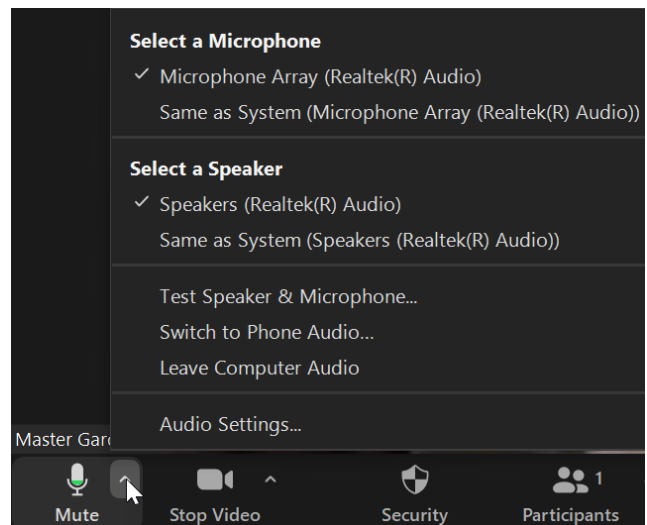 Select a Microphone
Microphone Array (Realtek(R) Audio)
Same as System (Microphone Array (Realtek(R) Audio))
Select a Speaker
Speakers (Realtek(R) Audio)
Same as System (Speakers (Realtek(R) Audio))
Test Speaker & Microphone...
Switch to Phone Audio...
Leave Computer Audio
Audio Settings...
Master Gar
Mute
Stop Video
Security
1
Participants